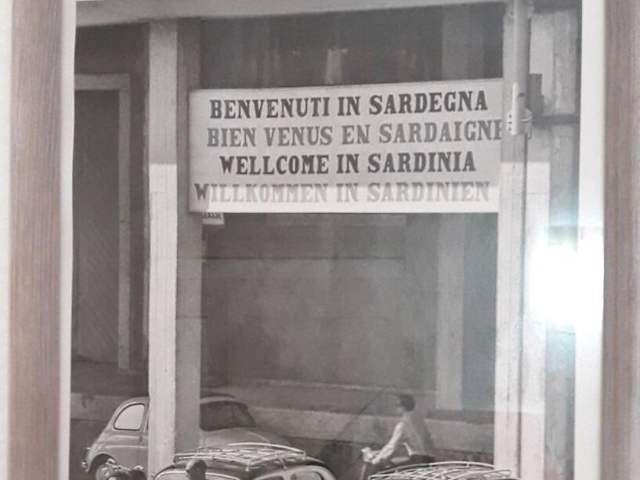 BENVENUTI IN SARDEGNA
BIEN VENUS EN SARDAIGNE
WELLCOME IN SARDINIA
WILLKOMMEN IN SARDINIEN